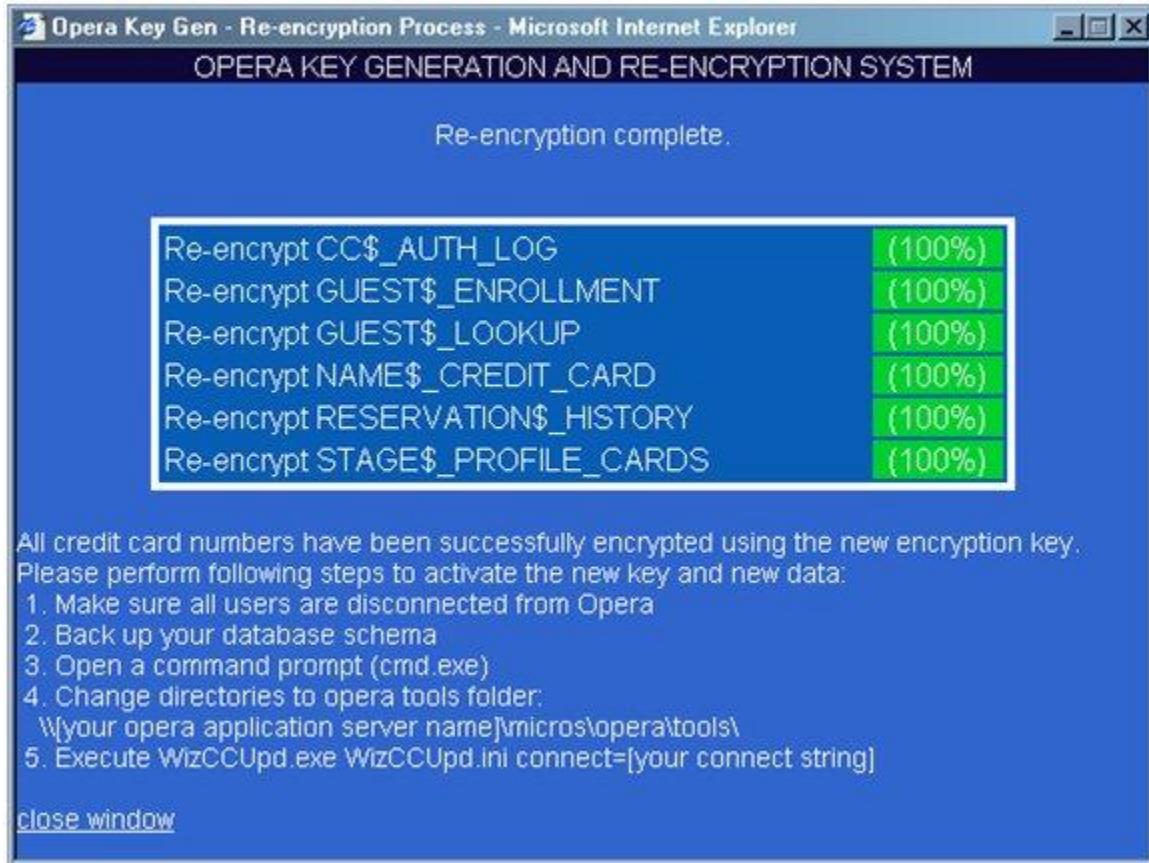 Opera Key Gen - Re-encryption Process - Microsoft Internet Explorer
OPERA KEY GENERATION AND RE-ENCRYPTION SYSTEM
Re-encryption complete.
Re-encrypt CC$_AUTH_LOG (100%)
Re-encrypt GUEST$_ENROLLMENT (100%)
Re-encrypt GUEST$_LOOKUP (100%)
Re-encrypt NAME$_CREDIT_CARD (100%)
Re-encrypt RESERVATION$_HISTORY (100%)
Re-encrypt STAGE$_PROFILE_CARDS (100%)
All credit card numbers have been successfully encrypted using the new encryption key.
Please perform following steps to activate the new key and new data:
1. Make sure all users are disconnected from Opera
2. Back up your database schema
3. Open a command prompt (cmd.exe)
4. Change directories to opera tools folder:
\\[your opera application server name]\micros\opera\tools\
5. Execute WizCCUpd.exe WizCCUpd.ini connect=[your connect string]
close window